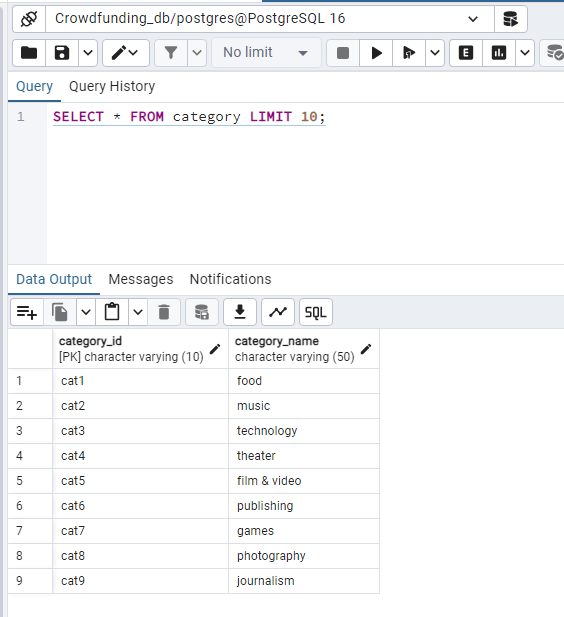 Crowdfunding_db/postgres@PostgreSQL 16
No limit
E
Query Query History
1 SELECT * FROM category LIMIT 10;
Data Output Messages Notifications
SQL
category_id category_name
[PK] character varying (10) character varying (50)
1 cat1 food
2 cat2 music
3 cat3 technology
4 cat4 theater
5 cat5 film & video
6 cat6 publishing
7 cat7 games
8 cat8 photography
9 cat9 journalism